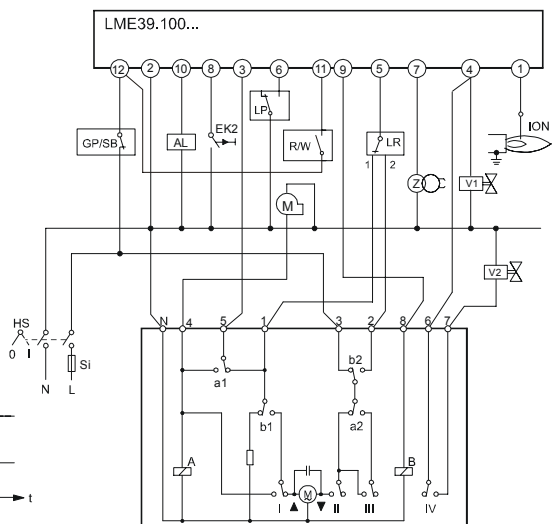 LME39.100...
12 2 10 8 3 6 11 9 5 7 4 1
EK2
LP
ION
GP/SB
AL
R/W
LR
1 2
Z
V1
M
V2
HS
0 I
Si
N L
N 4 5 1 3 2 8 6 7
a1
b2
b1
a2
A
B
M
I II III IV
t